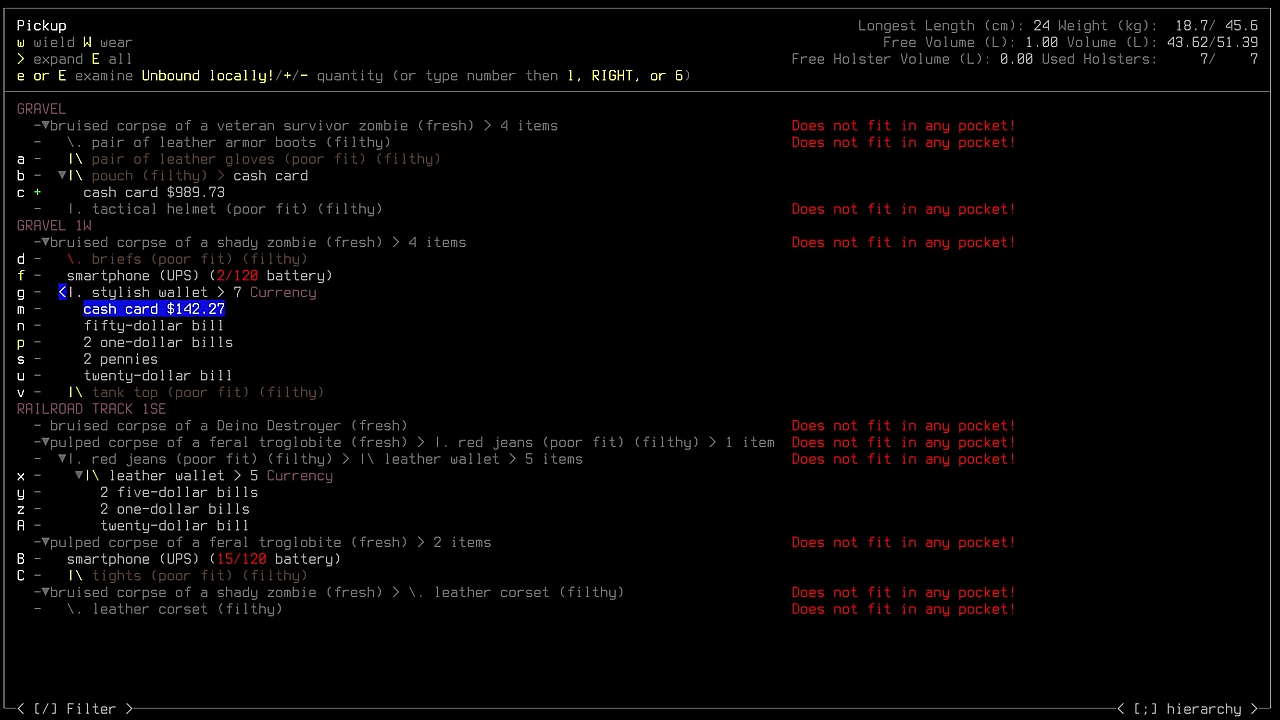 Pickup Longest Length (cm): 24 Weight (kg): 18.7/ 45.6
w wield W wear Free Volume (L): 1.00 Volume (L): 43.62/51.39
> expand E all Free Holster Volume (L): 0.00 Used Holsters: 7/ 7
e or E examine Unbound locally!/+/- quantity (or type number then l, RIGHT, or 6)
GRAVEL
-▼bruised corpse of a veteran survivor zombie (fresh) > 4 items Does not fit in any pocket!
- \. pair of leather armor boots (filthy) Does not fit in any pocket!
a - |\ pair of leather gloves (poor fit) (filthy)
b - ▼|\ pouch (filthy) > cash card
c + cash card $989.73
- |. tactical helmet (poor fit) (filthy) Does not fit in any pocket!
GRAVEL 1W
-▼bruised corpse of a shady zombie (fresh) > 4 items Does not fit in any pocket!
d - \. briefs (poor fit) (filthy)
f - smartphone (UPS) (2/120 battery)
g - <|. stylish wallet > 7 Currency
m - cash card $142.27
n - fifty-dollar bill
p - 2 one-dollar bills
s - 2 pennies
u - twenty-dollar bill
v - |\ tank top (poor fit) (filthy)
RAILROAD TRACK 1SE
- bruised corpse of a Deino Destroyer (fresh) Does not fit in any pocket!
-▼pulped corpse of a feral troglobite (fresh) > |. red jeans (poor fit) (filthy) > 1 item Does not fit in any pocket!
- ▼|. red jeans (poor fit) (filthy) > |\ leather wallet > 5 items Does not fit in any pocket!
x - ▼|\ leather wallet > 5 Currency
y - 2 five-dollar bills
z - 2 one-dollar bills
A - twenty-dollar bill
-▼pulped corpse of a feral troglobite (fresh) > 2 items Does not fit in any pocket!
B - smartphone (UPS) (15/120 battery)
C - |\ tights (poor fit) (filthy)
-▼bruised corpse of a shady zombie (fresh) > \. leather corset (filthy) Does not fit in any pocket!
- \. leather corset (filthy) Does not fit in any pocket!
< [/] Filter > < [;] hierarchy >